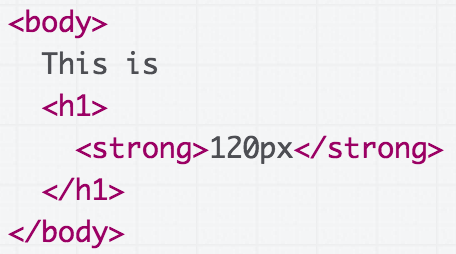 <body>
  This is
  <h1>
    <strong>120px</strong>
  </h1>
</body>